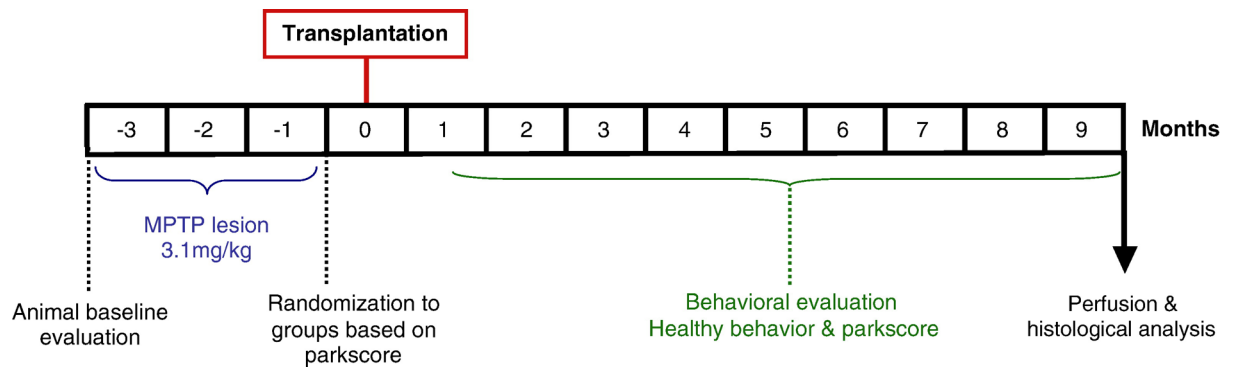 Transplantation
-3 -2 -1 0 1 2 3 4 5 6 7 8 9 Months
MPTP lesion
3.1mg/kg
Animal baseline
evaluation
Randomization to
groups based on
parkscore
Behavioral evaluation
Healthy behavior & parkscore
Perfusion &
histological analysis